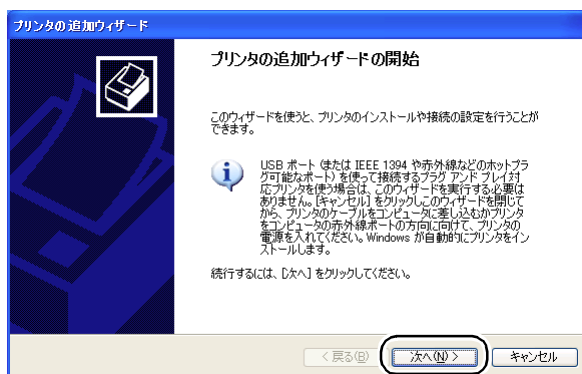 プリンタの追加ウィザード
プリンタの追加ウィザードの開始
このウィザードを使うと、プリンタのインストールや接続の設定を行うことが
できます。
USB ポート (または IEEE 1394 や赤外線などのホットプラ
グ可能なポート) を使って接続するプラグ アンド プレイ対
応プリンタを使う場合は、このウィザードを実行する必要は
ありません。[キャンセル] をクリックしこのウィザードを閉じて
から、プリンタのケーブルをコンピュータに差し込むかプリンタ
をコンピュータの赤外線ポートの方向に向けて、プリンタの
電源を入れてください。Windows が自動的にプリンタをイン
ストールします。
続行するには、[次へ] をクリックしてください。
< 戻る(B)
次へ(N) >
キャンセル